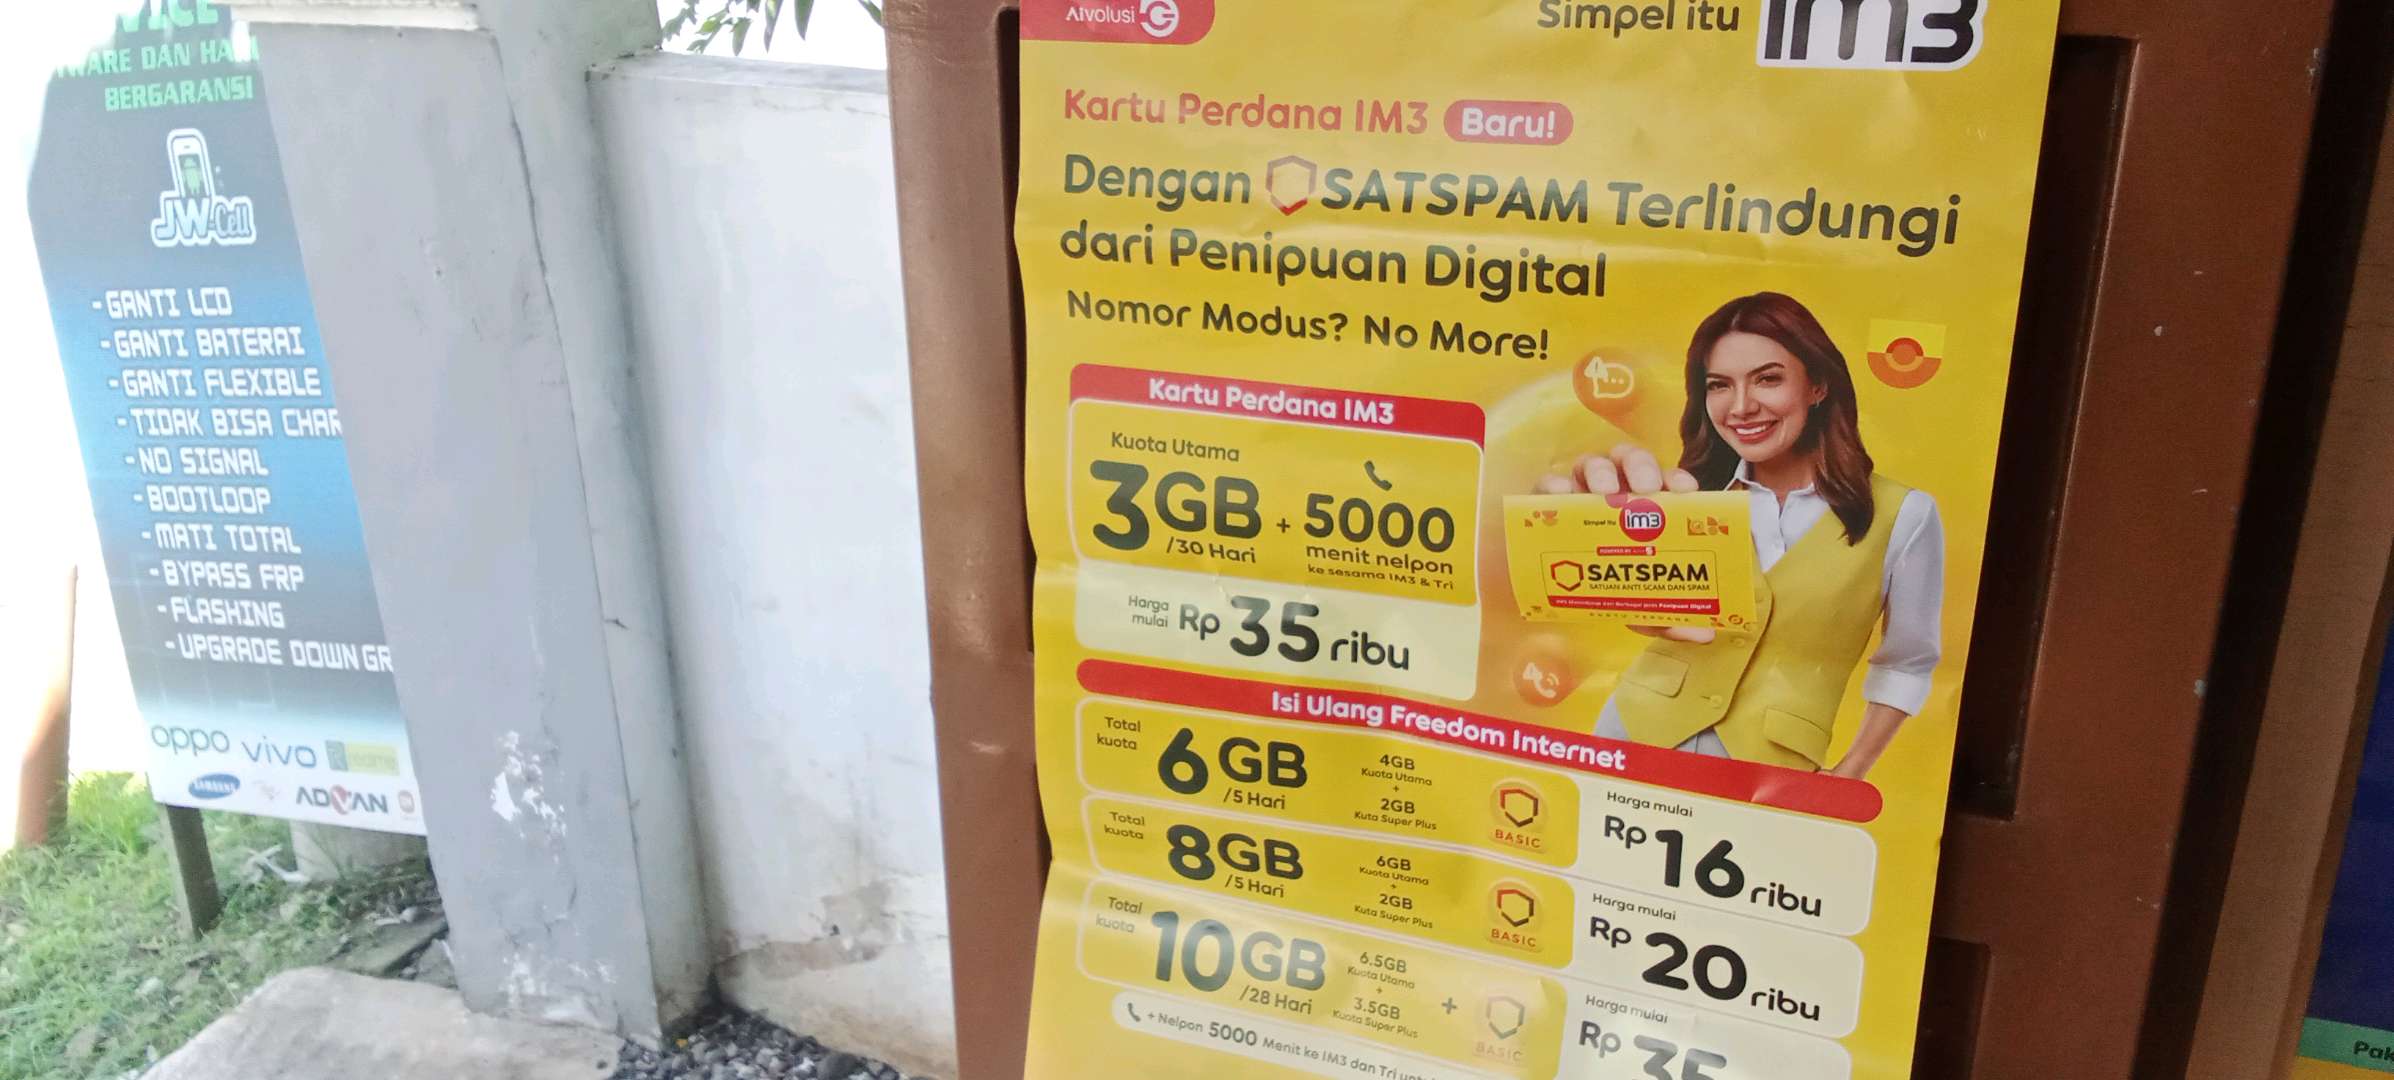 BERGARANSI
JW-Cell
- GANTI LCD
- GANTI BATERAI
- GANTI FLEXIBLE
- TIDAK BISA CHAR
- NO SIGNAL
- BOOTLOOP
- MATI TOTAL
- BYPASS FRP
- FLASHING
- UPGRADE DOWNGR
oppo vivo realme
SAMSUNG ADVAN
AIvolusi5G
Simpel itu IM3
Kartu Perdana IM3 Baru!
Dengan SATSPAM Terlindungi
dari Penipuan Digital
Nomor Modus? No More!
Kartu Perdana IM3
Kuota Utama
3GB /30 Hari + 5000 menit nelpon
ke sesama IM3 & Tri
Harga mulai Rp 35 ribu
Simpel itu im3
SATSPAM
SATUAN ANTI SCAM DAN SPAM
Isi Ulang Freedom Internet
Total kuota 6GB /5 Hari
4GB Kuota Utama + 2GB Kuta Super Plus
BASIC
Harga mulai Rp 16 ribu
Total kuota 8GB /5 Hari
6GB Kuota Utama + 2GB Kuta Super Plus
BASIC
Harga mulai Rp 20 ribu
Total kuota 10GB /28 Hari
6.5GB Kuota Utama + 3.5GB Kuota Super Plus + BASIC
Harga mulai Rp 35
+ Nelpon 5000 Menit ke IM3 dan Tri
Pak